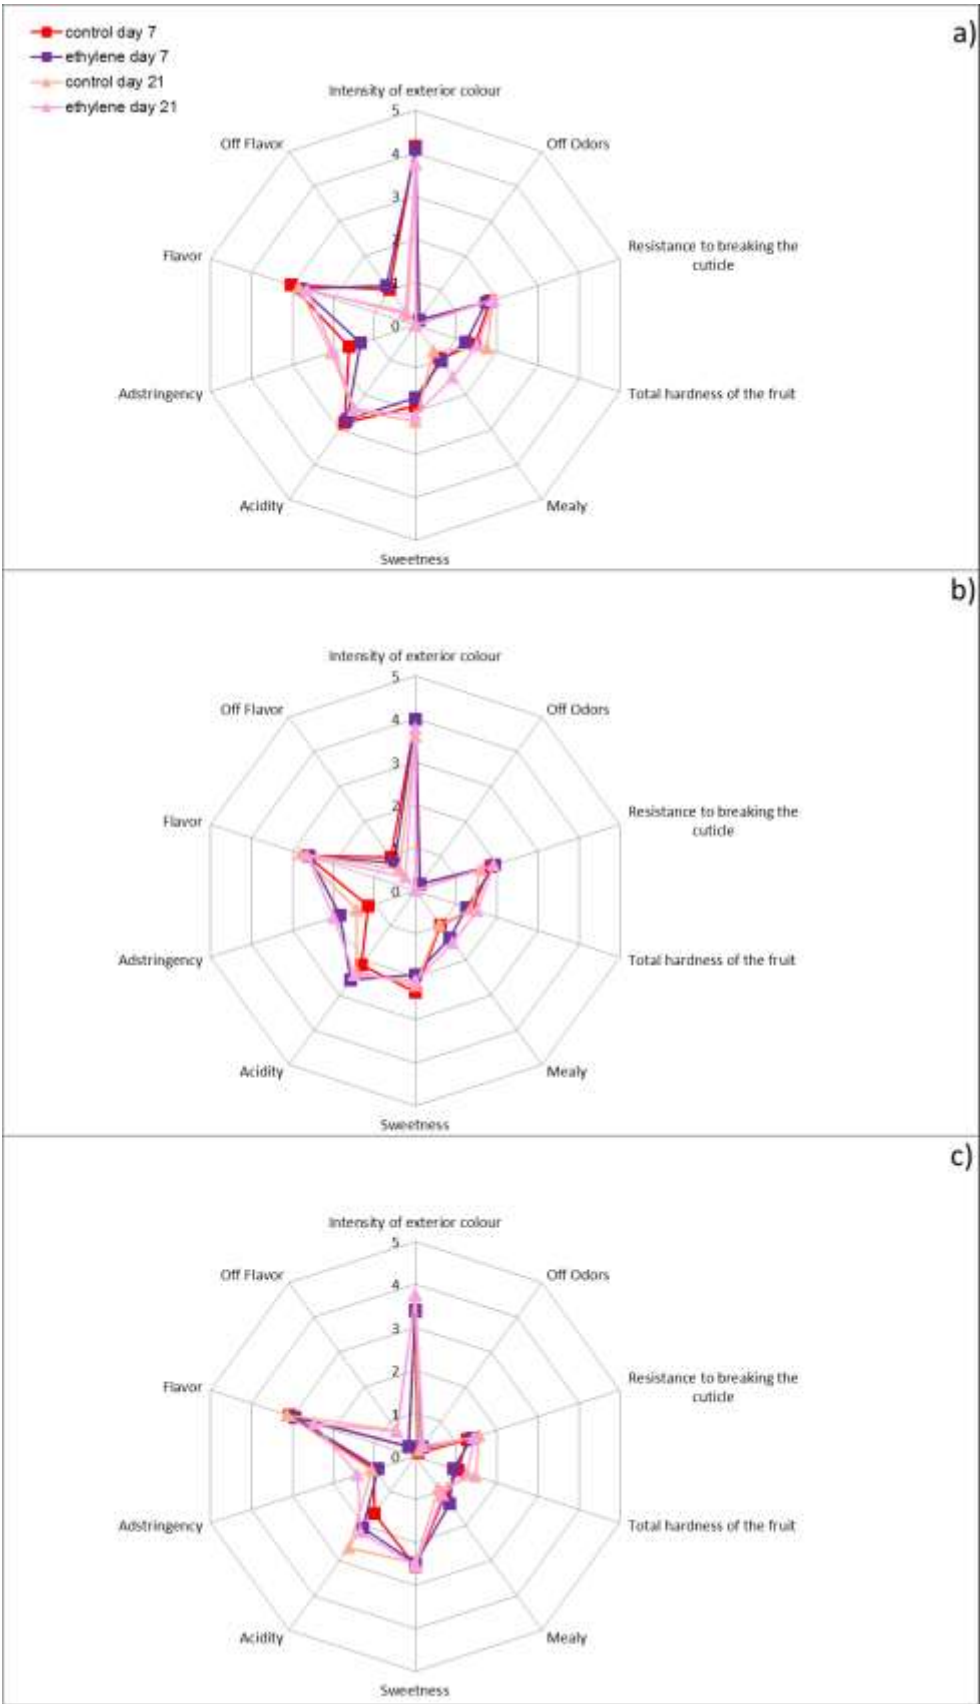 control day 7
ethylene day 7
control day 21
ethylene day 21
a)
Intensity of exterior colour
5
Off Flavor
Off Odors
4
3
2
Flavor
Resistance to breaking the
cuticle
1
0
Adstringency
Total hardness of the fruit
Acidity
Mealy
Sweetness
b)
Intensity of exterior colour
5
Off Flavor
Off Odors
4
3
2
Flavor
Resistance to breaking the
cuticle
0
Adstringency
Total hardness of the fruit
Acidity
Mealy
Sweetness
c)
Intensity of exterior colour
5
Off Flavor
Off Odors
4
3
2
Flavor
Resistance to breaking the
cuticle
1
0
Adstringency
Total hardness of the fruit
Acidity
Mealy
Sweetness